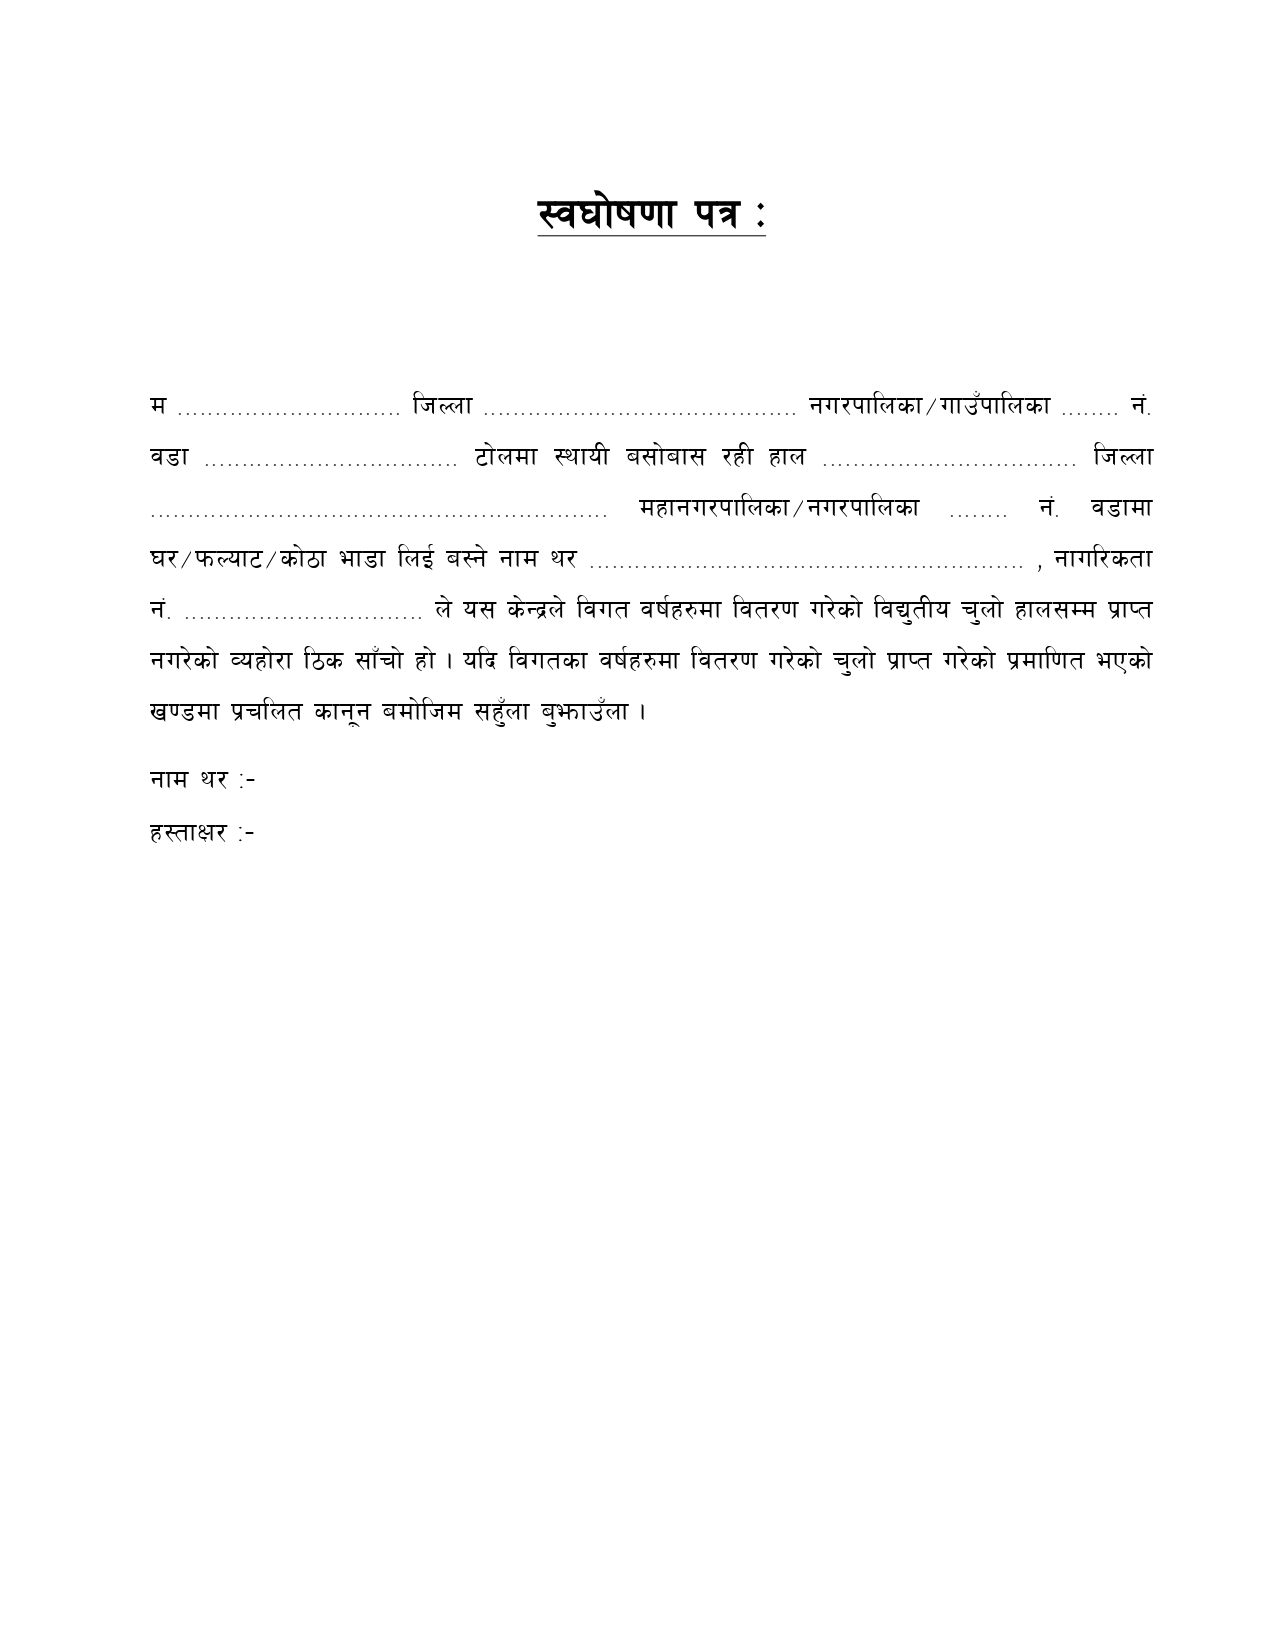 स्वघोषणा पत्र :
म .............................. जिल्ला .......................................... नगरपालिका/गाउँपालिका ........ नं.
वडा .................................. टोलमा स्थायी बसोबास रही हाल .................................. जिल्ला
............................................................. महानगरपालिका/नगरपालिका ........ नं. वडामा
घर/फल्याट/कोठा भाडा लिई बस्ने नाम थर .......................................................... , नागरिकता
नं. ................................ ले यस केन्द्रले विगत वर्षहरुमा वितरण गरेको विद्युतीय चुलो हालसम्म प्राप्त
नगरेको व्यहोरा ठिक साँचो हो । यदि विगतका वर्षहरुमा वितरण गरेको चुलो प्राप्त गरेको प्रमाणित भएको
खण्डमा प्रचलित कानून बमोजिम सहुँला बुझाउँला ।
नाम थर :-
हस्ताक्षर :-